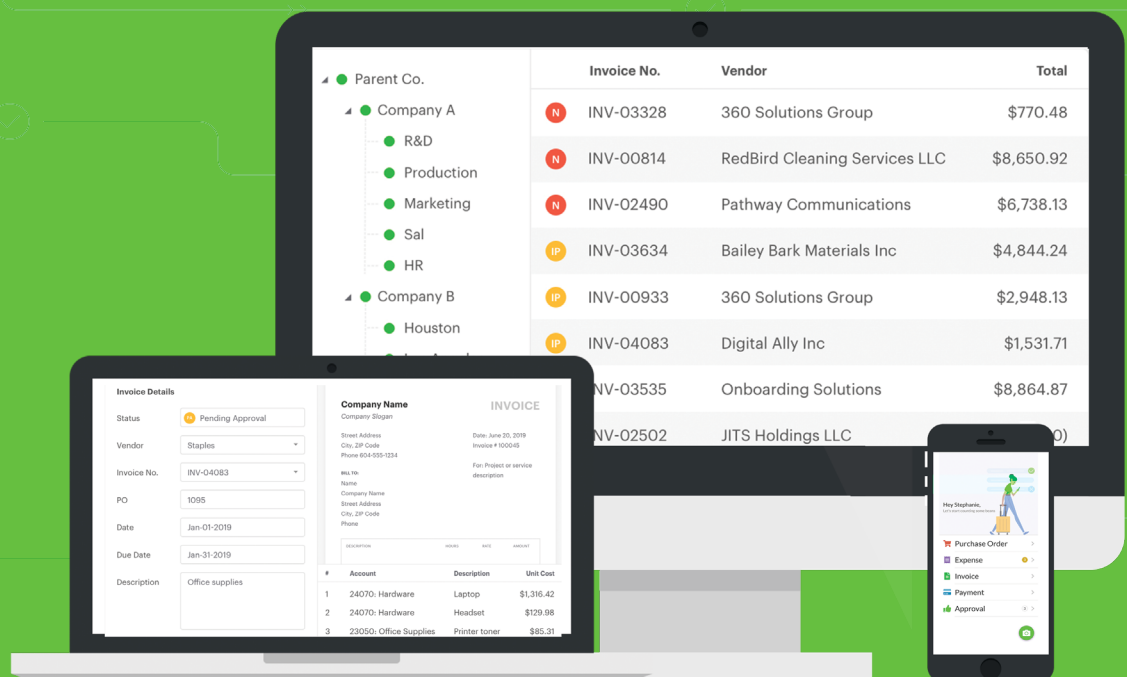 Parent Co.
Company A
R&D
Production
Marketing
Sal
HR
Company B
Houston
Invoice No. Vendor Total
N INV-03328 360 Solutions Group $770.48
N INV-00814 RedBird Cleaning Services LLC $8,650.92
N INV-02490 Pathway Communications $6,738.13
IP INV-03634 Bailey Bark Materials Inc $4,844.24
IP INV-00933 360 Solutions Group $2,948.13
IP INV-04083 Digital Ally Inc $1,531.71
NV-03535 Onboarding Solutions $8,864.87
NV-02502 JITS Holdings LLC 0)
Invoice Details
Status Pending Approval
Vendor Staples
Invoice No. INV-04083
PO 1095
Date Jan-01-2019
Due Date Jan-31-2019
Description Office supplies
Company Name INVOICE
Company Slogan
Street Address Date: June 20, 2019
City, ZIP Code Invoice # 100045
Phone 604-555-1234
For: Project or service
description
BILL TO:
Name
Company Name
Street Address
City, ZIP Code
Phone
DESCRIPTION HOURS RATE AMOUNT
# Account Description Unit Cost
1 24070: Hardware Laptop $1,316.42
2 24070: Hardware Headset $129.98
3 23050: Office Supplies Printer toner $85.31
Hey Stephanie,
Purchase Order
Expense
Invoice
Payment
Approval